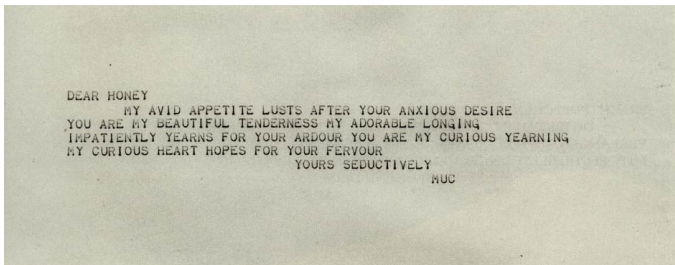 DEAR HONEY
MY AVID APPETITE LUSTS AFTER YOUR ANXIOUS DESIRE
YOU ARE MY BEAUTIFUL TENDERNESS MY ADORABLE LONGING
IMPATIENTLY YEARNS FOR YOUR ARDOUR YOU ARE MY CURIOUS YEARNING
MY CURIOUS HEART HOPES FOR YOUR FERVOUR
YOURS SEDUCTIVELY
MUC